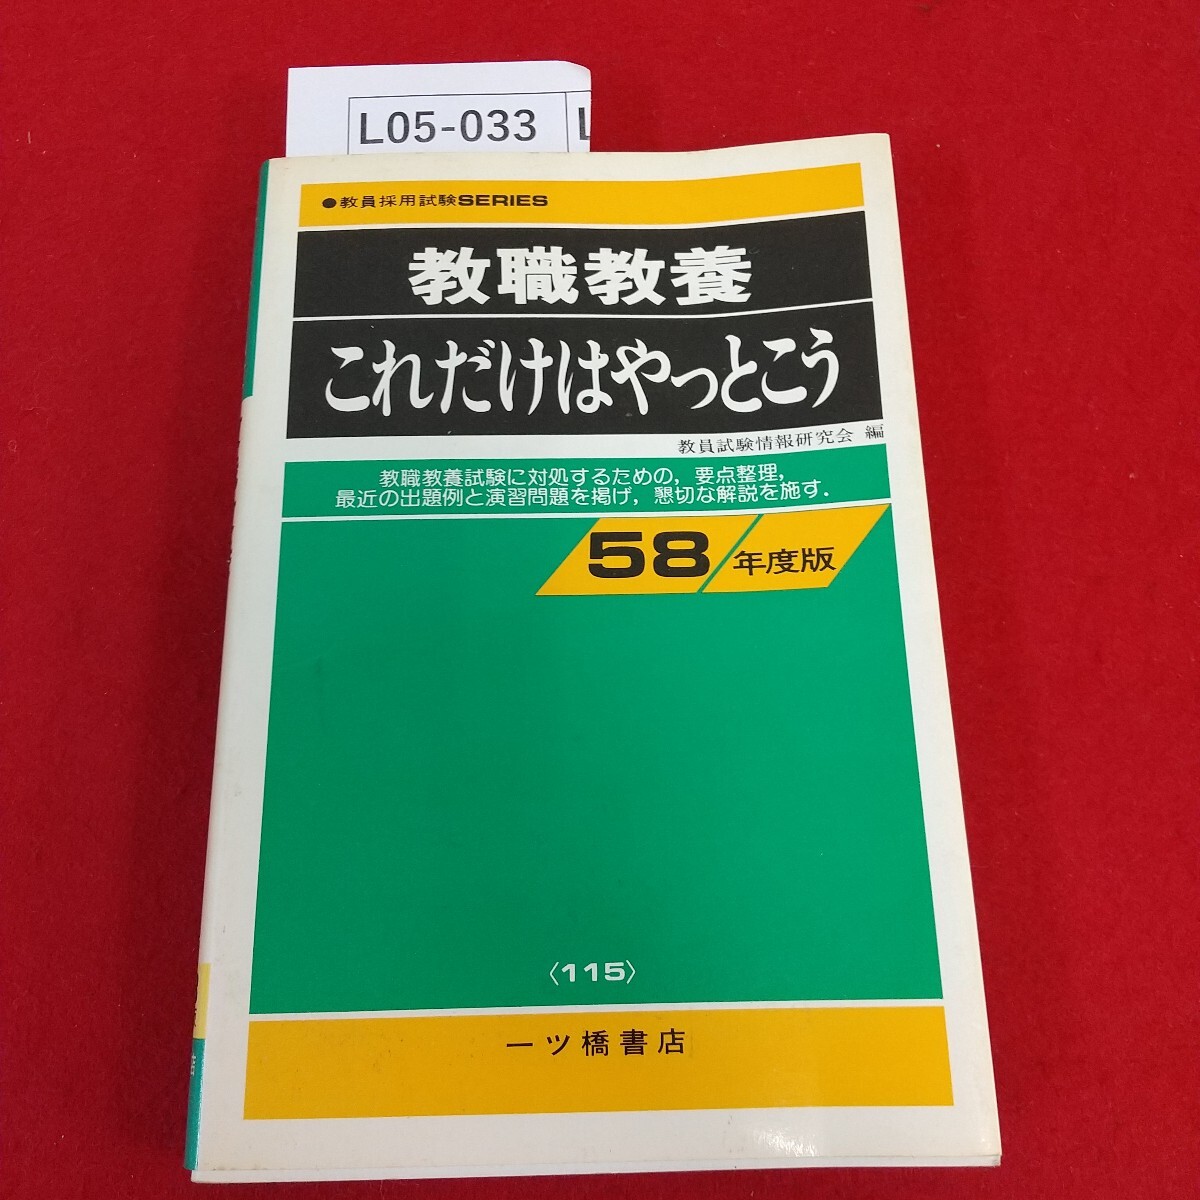 L05-033
●教員採用試験SERIES
教職教養
これだけはやっとこう
教員試験情報研究会 編
教職教養試験に対処するための，要点整理，
最近の出題例と演習問題を掲げ，懇切な解説を施す．
58/年度版
〈115〉
一ツ橋書店